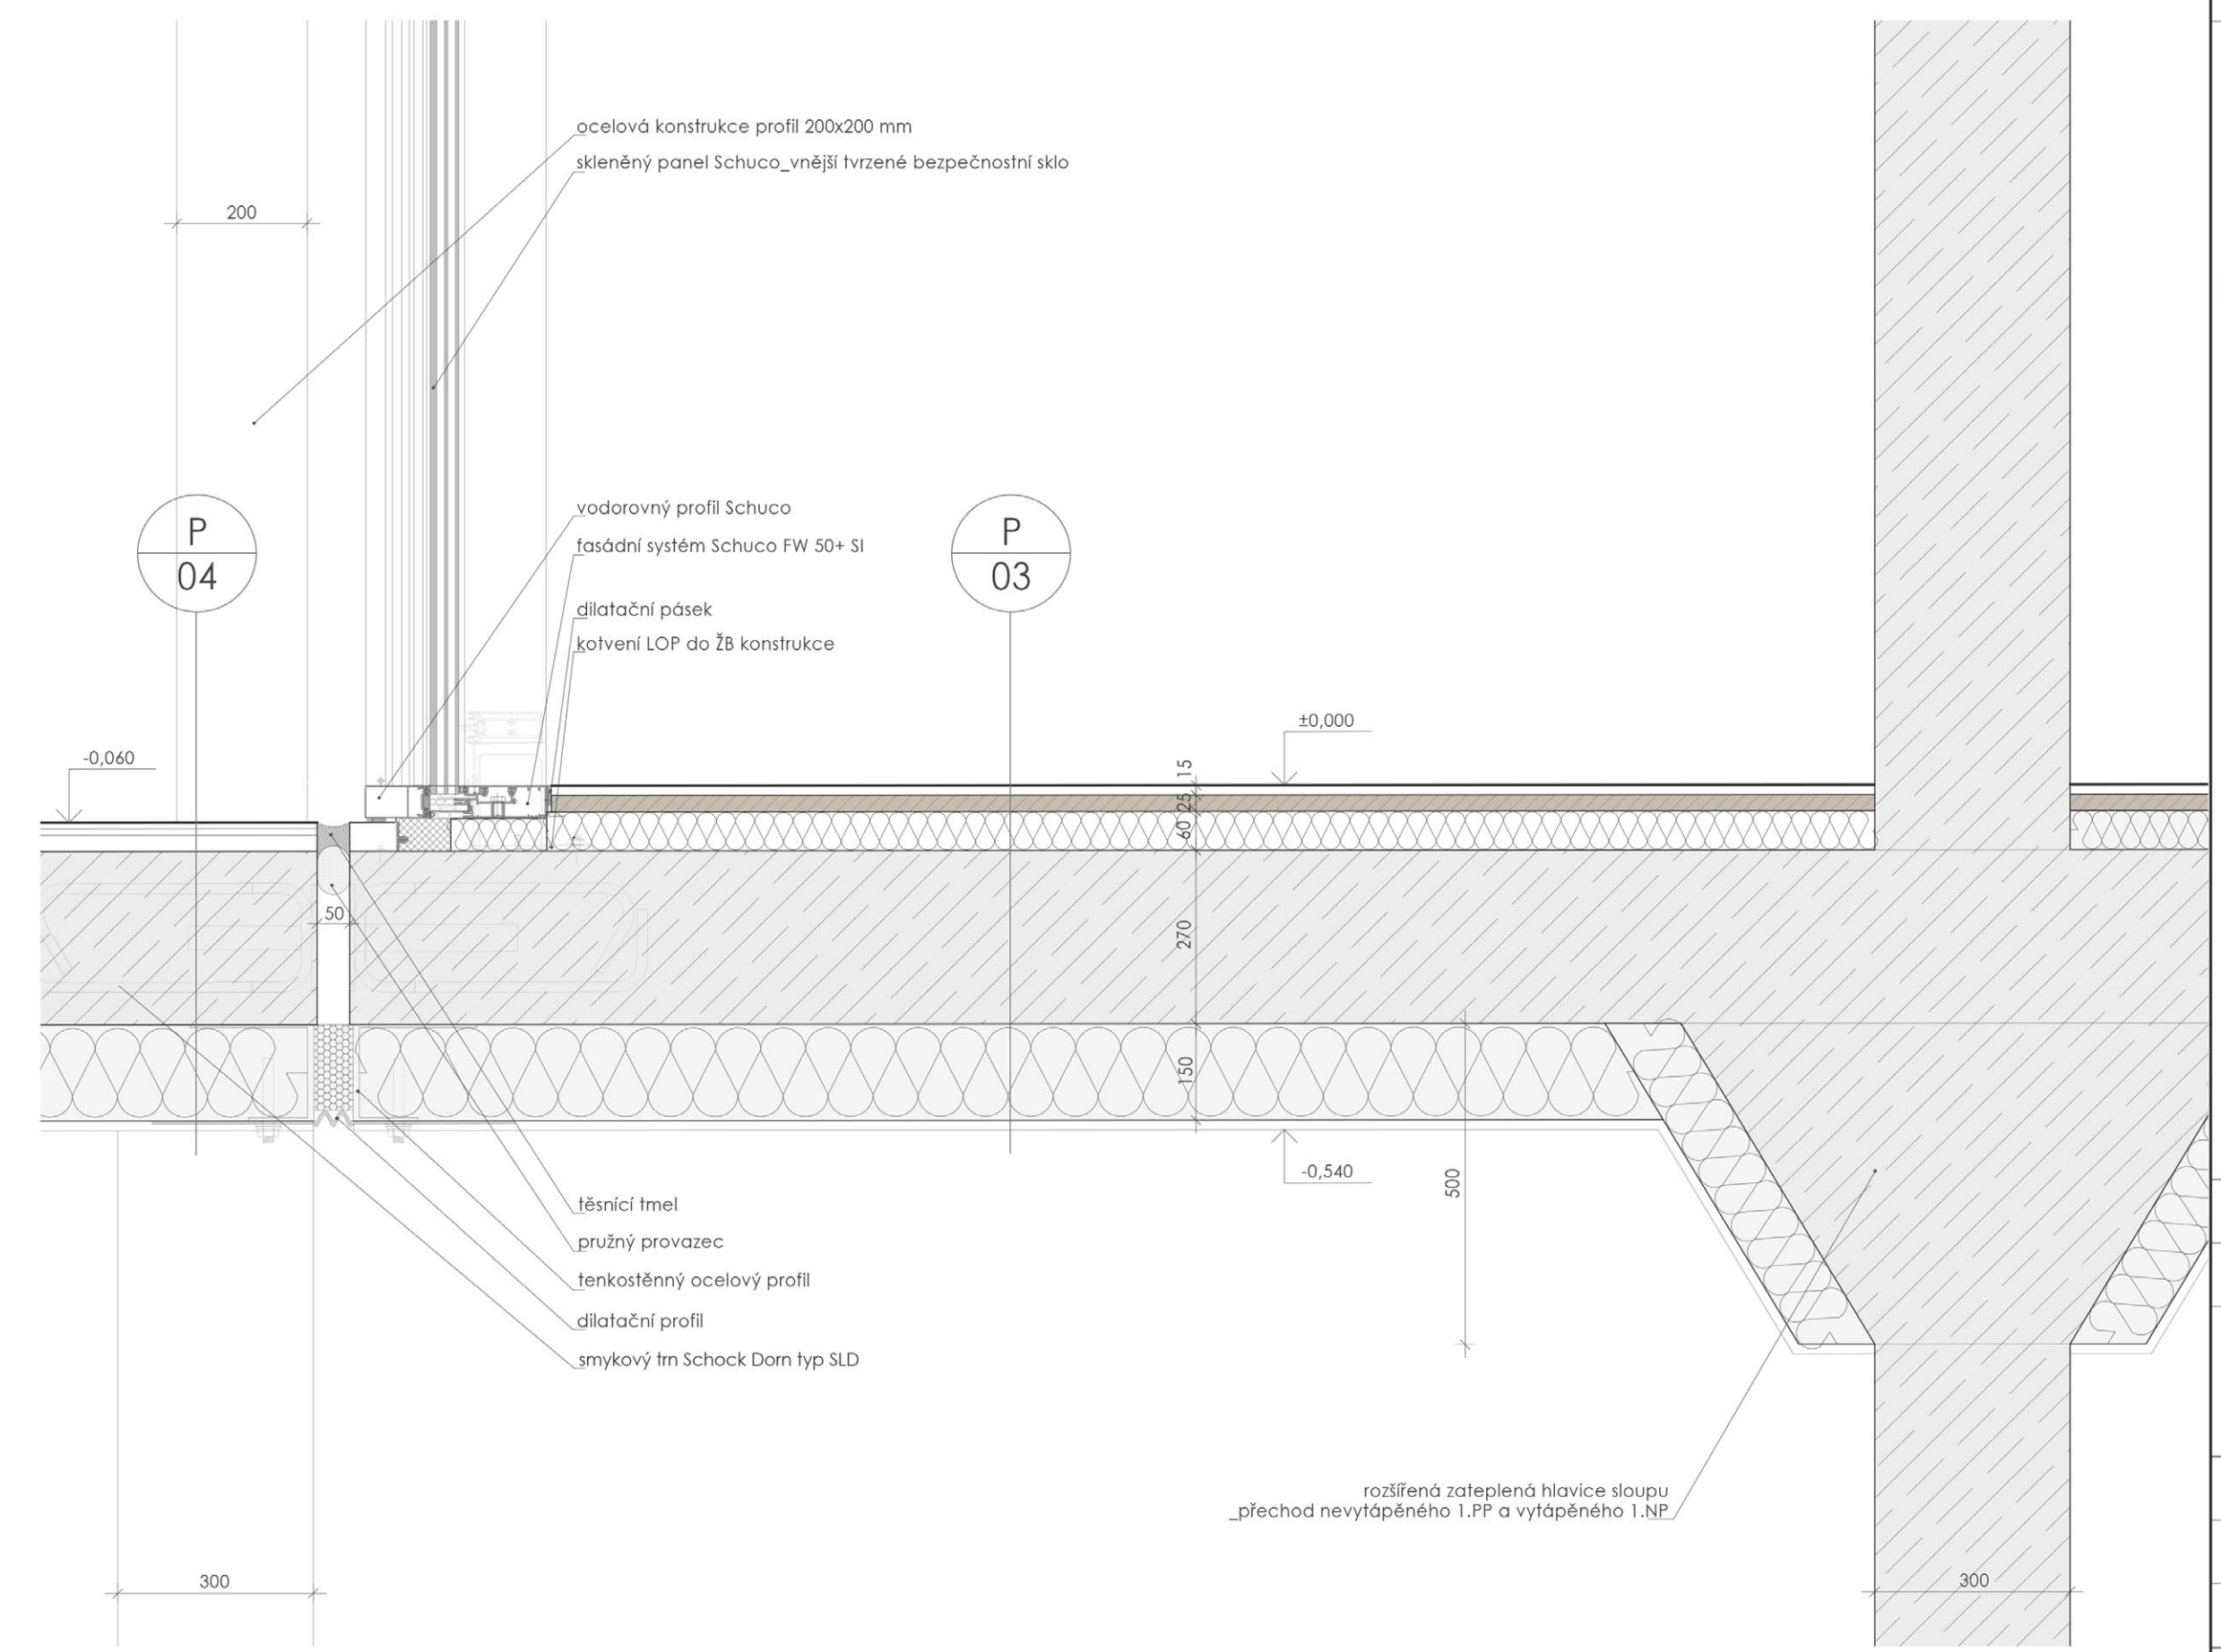 ocelová konstrukce profil 200x200 mm
skleněný panel Schuco_vnější tvrzené bezpečnostní sklo
200
vodorovný profil Schuco
P
04
P
03
fasádní systém Schuco FW 50+ SI
dilatační pásek
kotvení LOP do ŽB konstrukce
±0,000
-0,060
15
25
60
50
270
150
-0,540
500
těsnící tmel
pružný provazec
tenkostěnný ocelový profil
dilatační profil
smykový trn Schock Dorn typ SLD
rozšířená zateplená hlavice sloupu
_přechod nevytápěného 1.PP a vytápěného 1.NP
300
300